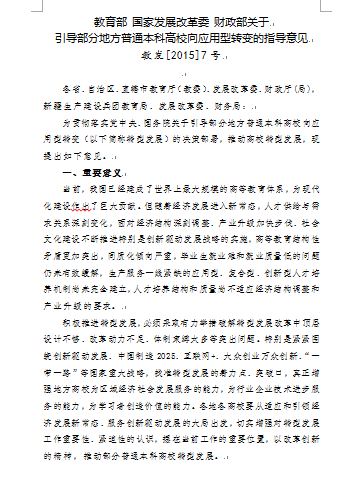 教育部 国家发展改革委 财政部关于
引导部分地方普通本科高校向应用型转变的指导意见
教发[2015]7 号
各省、自治区、直辖市教育厅（教委）、发展改革委、财政厅（局），
新疆生产建设兵团教育局、发展改革委、财务局：
为贯彻落实党中央、国务院关于引导部分地方普通本科高校向应
用型转变（以下简称转型发展）的决策部署，推动高校转型发展，现
提出如下意见。
一、重要意义
当前，我国已经建成了世界上最大规模的高等教育体系，为现代
化建设作出了巨大贡献。但随着经济发展进入新常态，人才供给与需
求关系深刻变化，面对经济结构深刻调整、产业升级加快步伐、社会
文化建设不断推进特别是创新驱动发展战略的实施，高等教育结构性
矛盾更加突出，同质化倾向严重，毕业生就业难和就业质量低的问题
仍未有效缓解，生产服务一线紧缺的应用型、复合型、创新型人才培
养机制尚未完全建立，人才培养结构和质量尚不适应经济结构调整和
产业升级的要求。
积极推进转型发展，必须采取有力举措破解转型发展改革中顶层
设计不够、改革动力不足、体制束缚太多等突出问题。特别是紧紧围
绕创新驱动发展、中国制造 2025、互联网+、大众创业万众创新、“一
带一路”等国家重大战略，找准转型发展的着力点、突破口，真正增
强地方高校为区域经济社会发展服务的能力，为行业企业技术进步服
务的能力，为学习者创造价值的能力。各地各高校要从适应和引领经
济发展新常态、服务创新驱动发展的大局出发，切实增强对转型发展
工作重要性、紧迫性的认识，摆在当前工作的重要位置，以改革创新
的精神，推动部分普通本科高校转型发展。